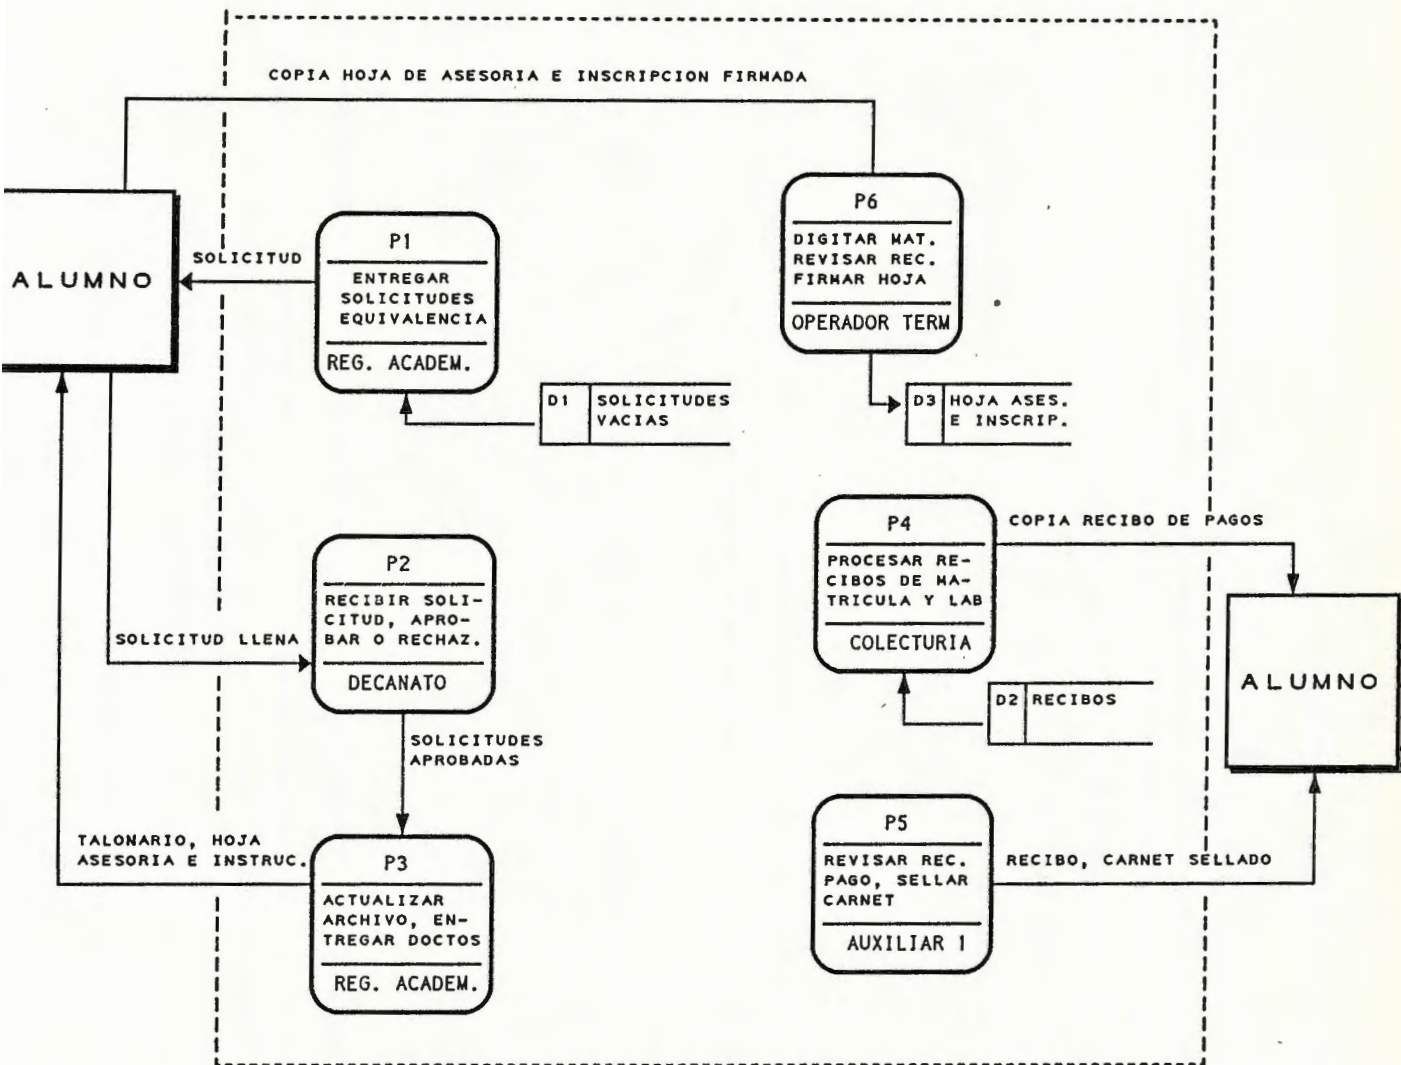 COPIA HOJA DE ASESORIA E INSCRIPCION FIRMADA
ALUMNO
SOLICITUD
P1
ENTREGAR
SOLICITUDES
EQUIVALENCIA
REG. ACADEM.
P6
DIGITAR MAT.
REVISAR REC.
FIRMAR HOJA
OPERADOR TERM
D1 SOLICITUDES
VACIAS
D3 HOJA ASES.
E INSCRIP.
P2
RECIBIR SOLI-
CITUD, APRO-
BAR O RECHAZ.
DECANATO
SOLICITUD LLENA
P4
PROCESAR RE-
CIBOS DE MA-
TRICULA Y LAB
COLECTURIA
COPIA RECIBO DE PAGOS
ALUMNO
D2 RECIBOS
SOLICITUDES
APROBADAS
TALONARIO, HOJA
ASESORIA E INSTRUC.
P3
ACTUALIZAR
ARCHIVO, EN-
TREGAR DOCTOS
REG. ACADEM.
P5
REVISAR REC.
PAGO, SELLAR
CARNET
AUXILIAR 1
RECIBO, CARNET SELLADO